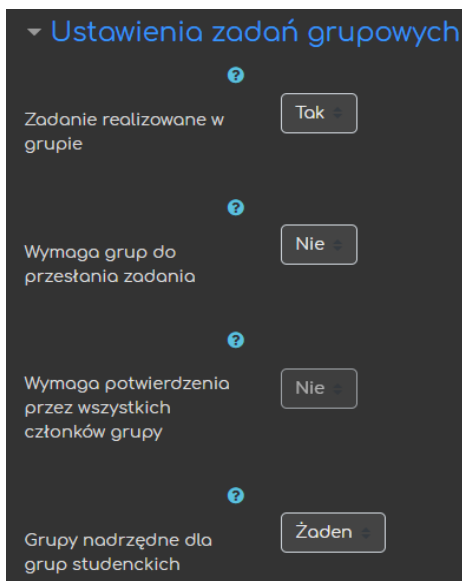 Ustawienia zadań grupowych
Zadanie realizowane w
grupie
Tak
Wymaga grup do
przesłania zadania
Nie
Wymaga potwierdzenia
przez wszystkich
członków grupy
Nie
Grupy nadrzędne dla
grup studenckich
Żaden